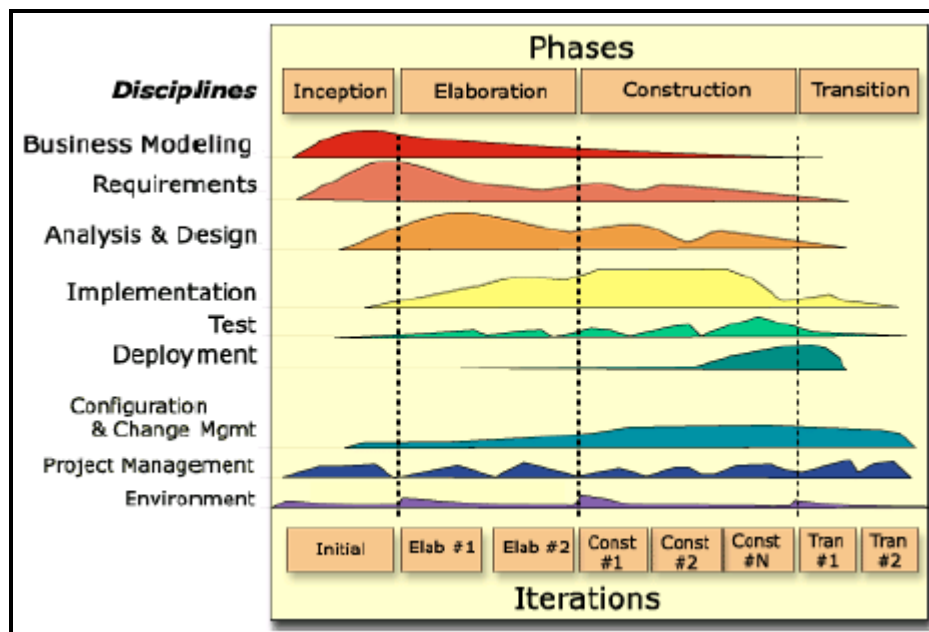 Phases
Disciplines
Inception
Elaboration
Construction
Transition
Business Modeling
Requirements
Analysis & Design
Implementation
Test
Deployment
Configuration
& Change Mgmt
Project Management
Environment
Initial
Elab #1
Elab #2
Const
#1
Const
#2
Const
#N
Tran
#1
Tran
#2
Iterations